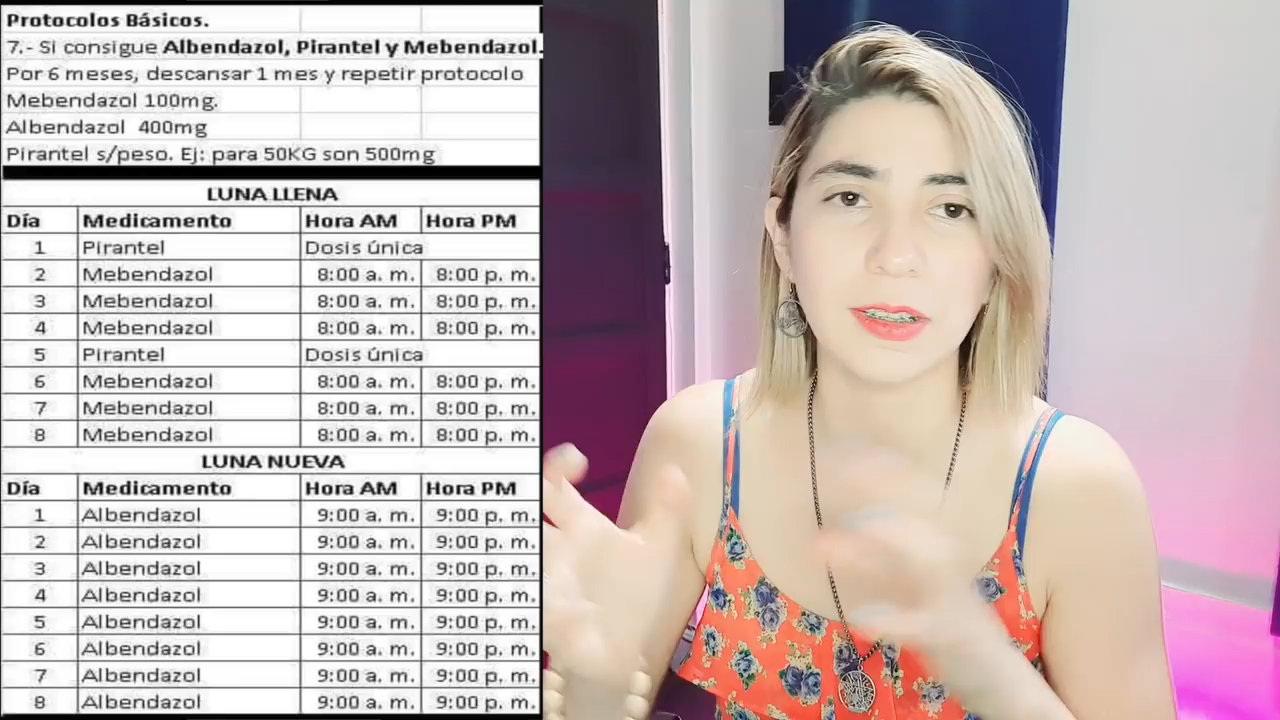 Protocolos Básicos.
7.- Si consigue Albendazol, Pirantel y Mebendazol.
Por 6 meses, descansar 1 mes y repetir protocolo
Mebendazol 100mg.
Albendazol 400mg
Pirantel s/peso. Ej: para 50KG son 500mg
LUNA LLENA
Día Medicamento Hora AM Hora PM
1 Pirantel Dosis única
2 Mebendazol 8:00 a. m. 8:00 p. m.
3 Mebendazol 8:00 a. m. 8:00 p. m.
4 Mebendazol 8:00 a. m. 8:00 p. m.
5 Pirantel Dosis única
6 Mebendazol 8:00 a. m. 8:00 p. m.
7 Mebendazol 8:00 a. m. 8:00 p. m.
8 Mebendazol 8:00 a. m. 8:00 p. m.
LUNA NUEVA
Día Medicamento Hora AM Hora PM
1 Albendazol 9:00 a. m. 9:00 p. m.
2 Albendazol 9:00 a. m. 9:00 p. m.
3 Albendazol 9:00 a. m. 9:00 p. m.
4 Albendazol 9:00 a. m. 9:00 p. m.
5 Albendazol 9:00 a. m. 9:00 p. m.
6 Albendazol 9:00 a. m. 9:00 p. m.
7 Albendazol 9:00 a. m. 9:00 p. m.
8 Albendazol 9:00 a. m. 9:00 p. m.